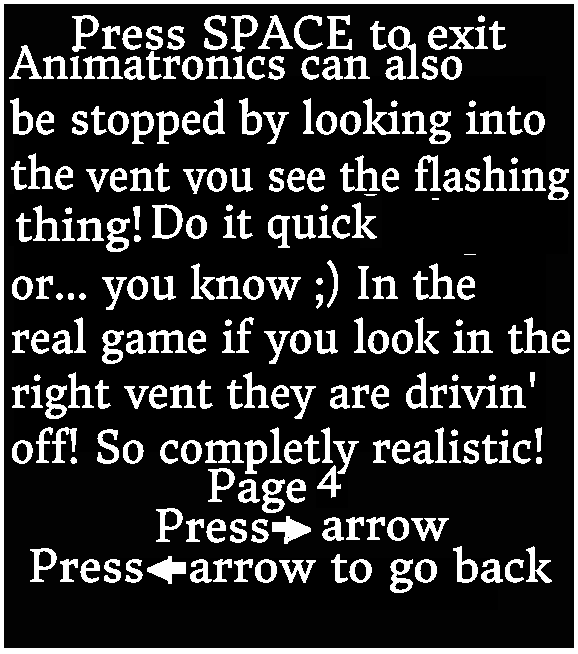 Press SPACE to exit
Animatronics can also
be stopped by looking into
the vent you see the flashing
thing! Do it quick
or... you know ;) In the
real game if you look in the
right vent they are drivin'
off! So completly realistic!
Page 4
Press➡ arrow
Press⬅arrow to go back